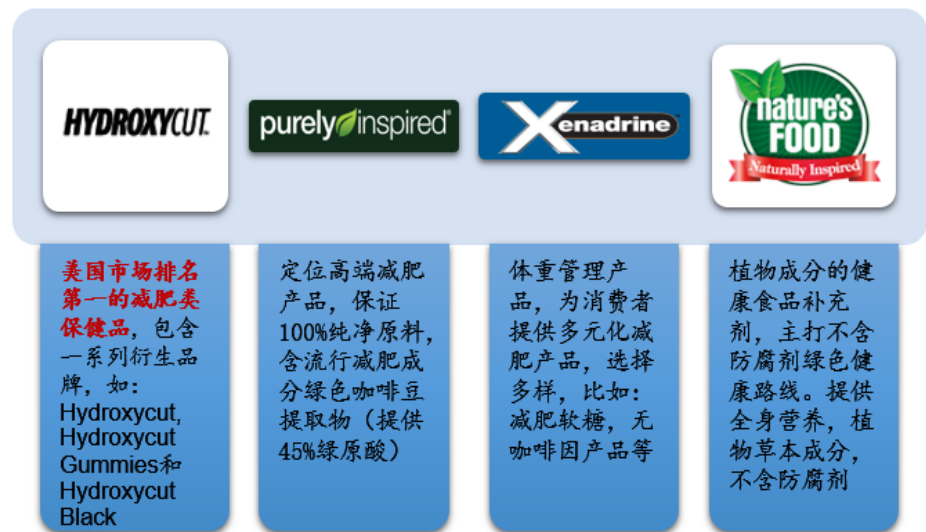 HYDROXYCUT
purely inspired
Xenadrine
nature's
FOOD
Naturally Inspired
美国市场排名
第一的减肥类
保健品，包含
一系列衍生品
牌，如：
Hydroxycut,
Hydroxycut
Gummies和
Hydroxycut
Black
定位高端减肥
产品，保证
100%纯净原料，
含流行减肥成
分绿色咖啡豆
提取物（提供
45%绿原酸）
体重管理产
品，为消费者
提供多元化减
肥产品，选择
多样，比如：
减肥软糖，无
咖啡因产品等
植物成分的健
康食品补充
剂，主打不含
防腐剂绿色健
康路线。提供
全身营养，植
物草本成分，
不含防腐剂